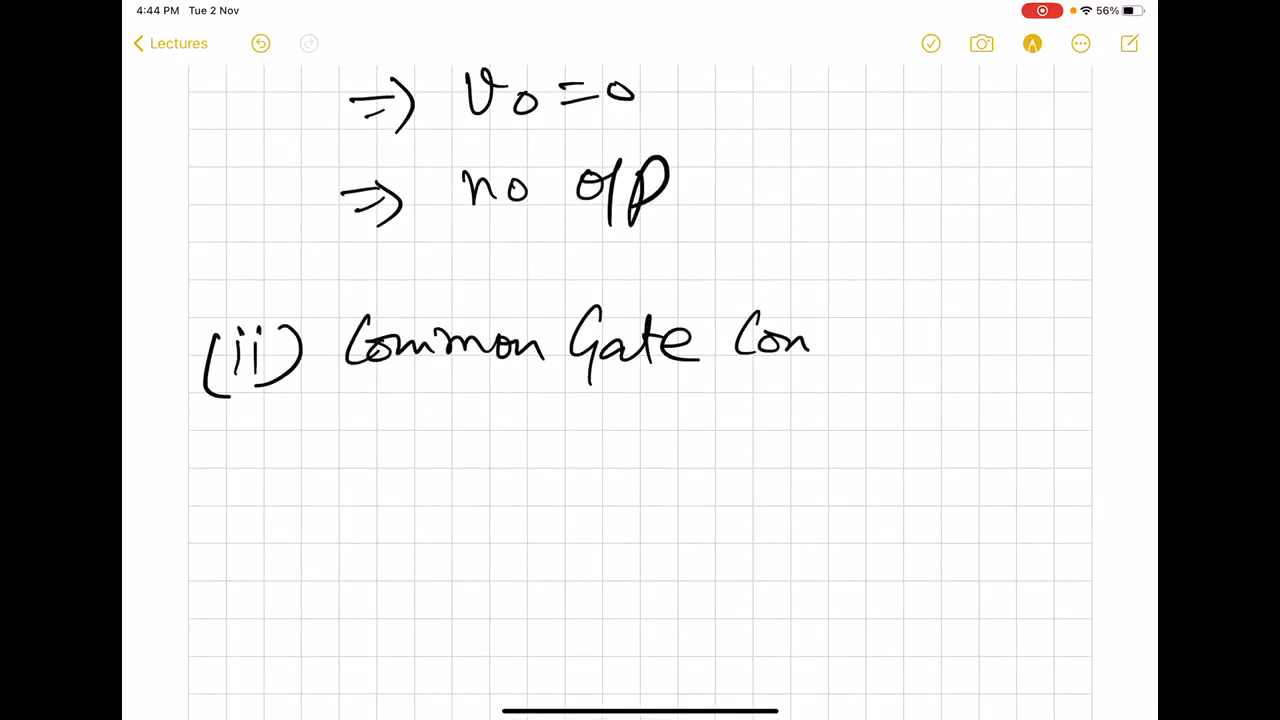 4:44 PM Tue 2 Nov 56%
Lectures
⇒ v₀ = 0
⇒ no o/p
(ii) Common Gate Con